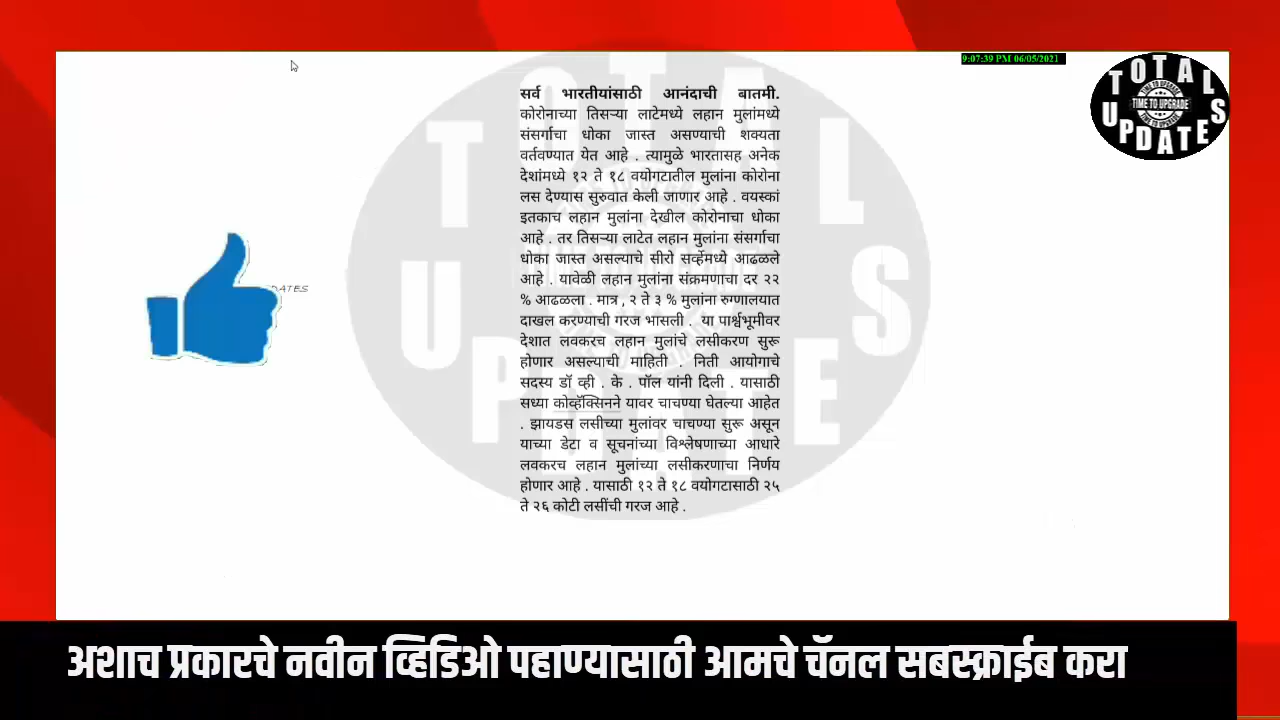 9:07:39 PM 06/05/2021
TOTAL
TIME TO UPGRADE
UPDATES
TOTAL
UPDATES
सर्व भारतीयांसाठी आनंदाची बातमी.
कोरोनाच्या तिसऱ्या लाटेमध्ये लहान मुलांमध्ये
संसर्गाचा धोका जास्त असण्याची शक्यता
वर्तवण्यात येत आहे . त्यामुळे भारतासह अनेक
देशांमध्ये १२ ते १८ वयोगटातील मुलांना कोरोना
लस देण्यास सुरुवात केली जाणार आहे . वयस्कां
इतकाच लहान मुलांना देखील कोरोनाचा धोका
आहे . तर तिसऱ्या लाटेत लहान मुलांना संसर्गाचा
धोका जास्त असल्याचे सीरो सर्व्हेमध्ये आढळले
आहे . यावेळी लहान मुलांना संक्रमणाचा दर २२
% आढळला . मात्र , २ ते ३ % मुलांना रुग्णालयात
दाखल करण्याची गरज भासली . या पार्श्वभूमीवर
देशात लवकरच लहान मुलांचे लसीकरण सुरू
होणार असल्याची माहिती . निती आयोगाचे
सदस्य डॉ व्ही . के . पॉल यांनी दिली . यासाठी
सध्या कोव्हॅक्सिनने यावर चाचण्या घेतल्या आहेत
. झायडस लसीच्या मुलांवर चाचण्या सुरू असून
याच्या डेटा व सूचनांच्या विश्लेषणाच्या आधारे
लवकरच लहान मुलांच्या लसीकरणाचा निर्णय
होणार आहे . यासाठी १२ ते १८ वयोगटासाठी २५
ते २६ कोटी लसींची गरज आहे .
अशाच प्रकारचे नवीन व्हिडिओ पहाण्यासाठी आमचे चॅनल सबस्क्राईब करा